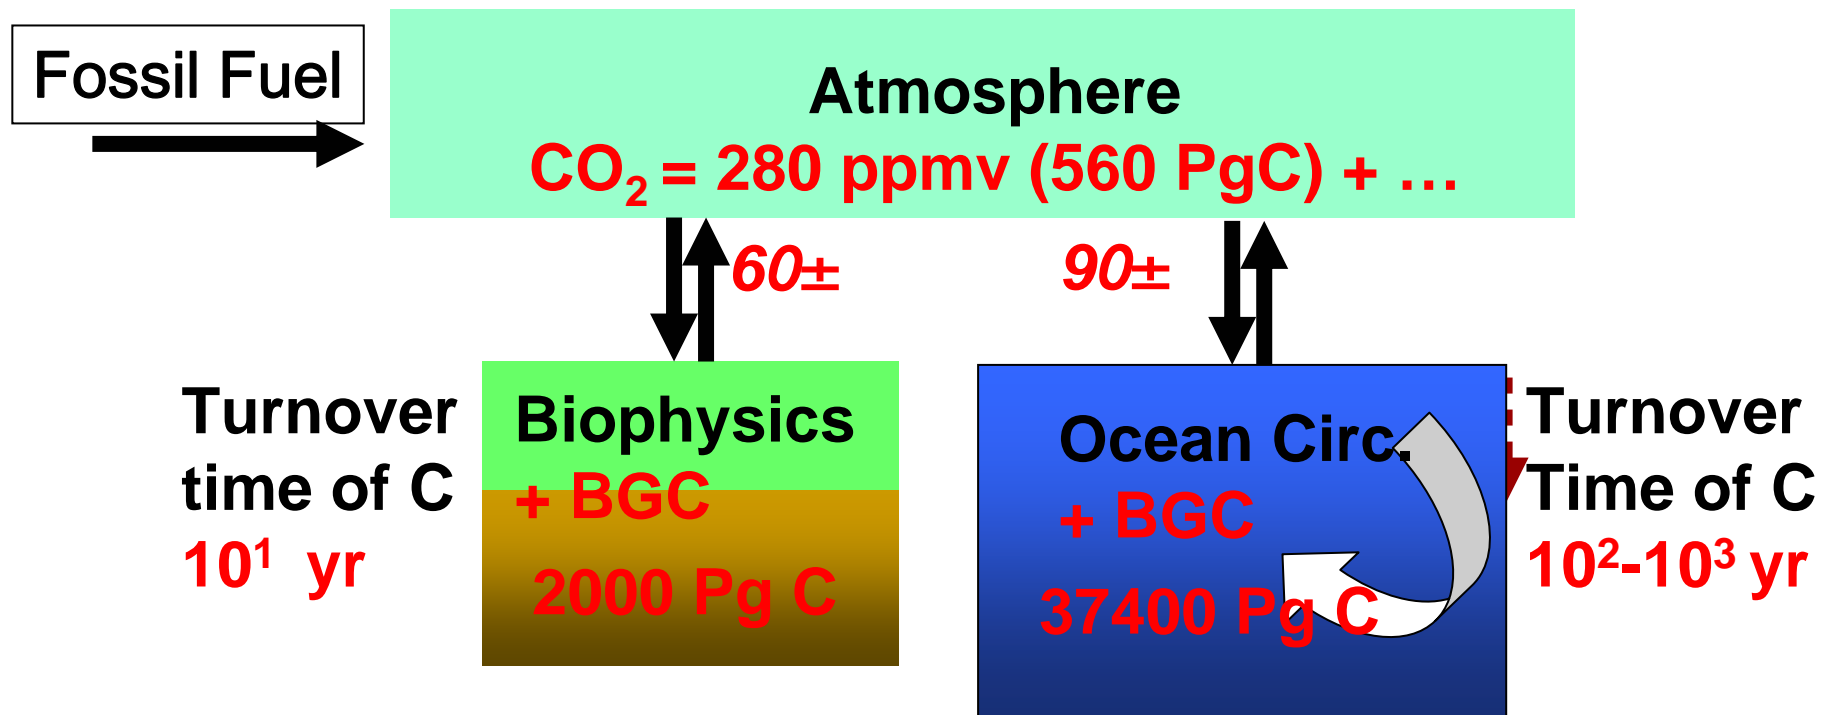 Fossil Fuel
Atmosphere
CO₂ = 280 ppmv (560 PgC) + …
60±
90±
Turnover
time of C
10¹ yr
Biophysics
+ BGC
2000 Pg C
Ocean Circ.
+ BGC
37400 Pg C
Turnover
Time of C
10²-10³ yr